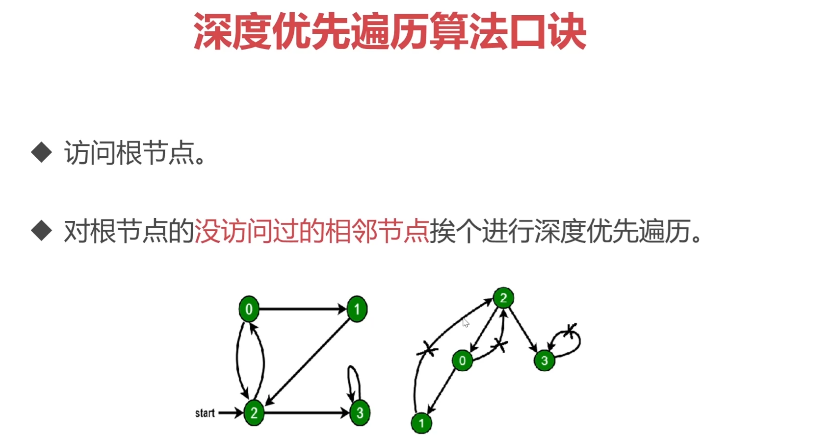 深度优先遍历算法口诀
◆ 访问根节点。
◆ 对根节点的没访问过的相邻节点挨个进行深度优先遍历。
0 1
start 2 3
2
0 3
1